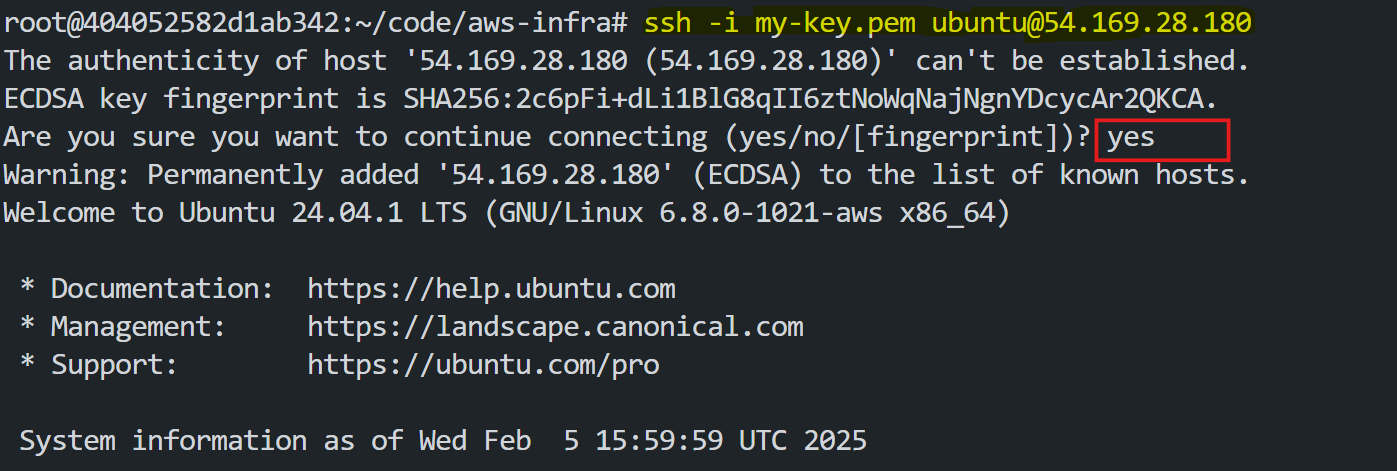 root@404052582d1ab342:~/code/aws-infra# ssh -i my-key.pem ubuntu@54.169.28.180
The authenticity of host '54.169.28.180 (54.169.28.180)' can't be established.
ECDSA key fingerprint is SHA256:2c6pFi+dLi1BlG8qII6ztNoWqNajNgnYDcycAr2QKCA.
Are you sure you want to continue connecting (yes/no/[fingerprint])? yes
Warning: Permanently added '54.169.28.180' (ECDSA) to the list of known hosts.
Welcome to Ubuntu 24.04.1 LTS (GNU/Linux 6.8.0-1021-aws x86_64)
* Documentation:  https://help.ubuntu.com
* Management:     https://landscape.canonical.com
* Support:        https://ubuntu.com/pro
System information as of Wed Feb  5 15:59:59 UTC 2025